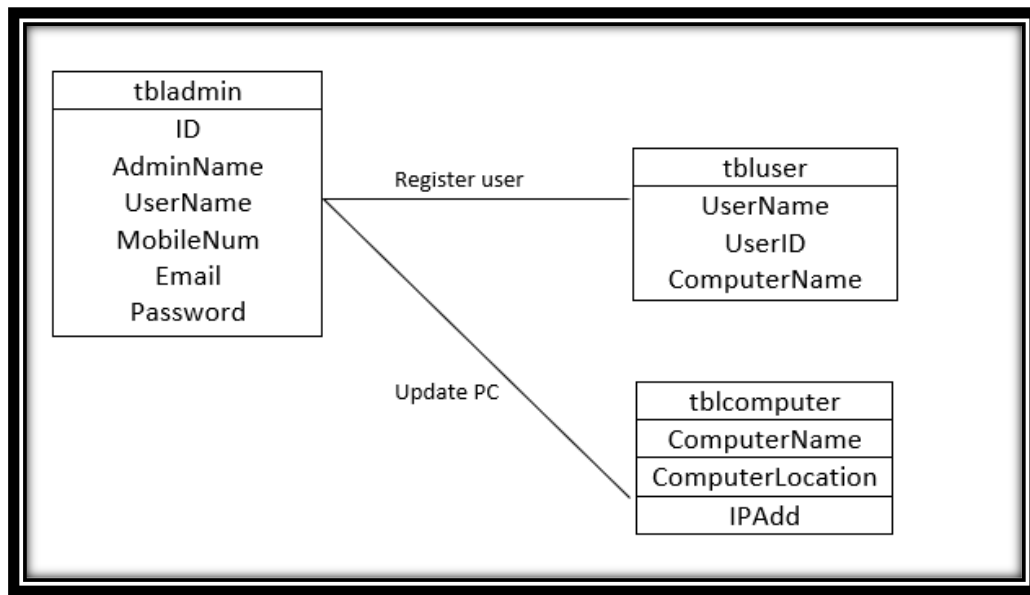 tbladmin
ID
AdminName
UserName
MobileNum
Email
Password
Register user
Update PC
tbluser
UserName
UserID
ComputerName
tblcomputer
ComputerName
ComputerLocation
IPAdd